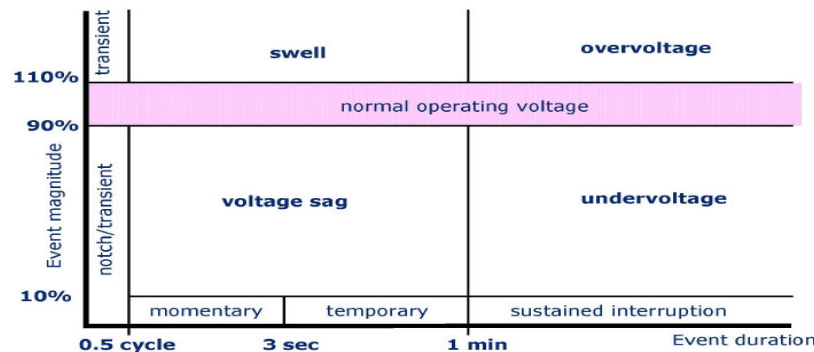 transient
swell
overvoltage
110%
normal operating voltage
90%
Event magnitude
notch/transient
voltage sag
undervoltage
10%
momentary
temporary
sustained interruption
0.5 cycle
3 sec
1 min
Event duration